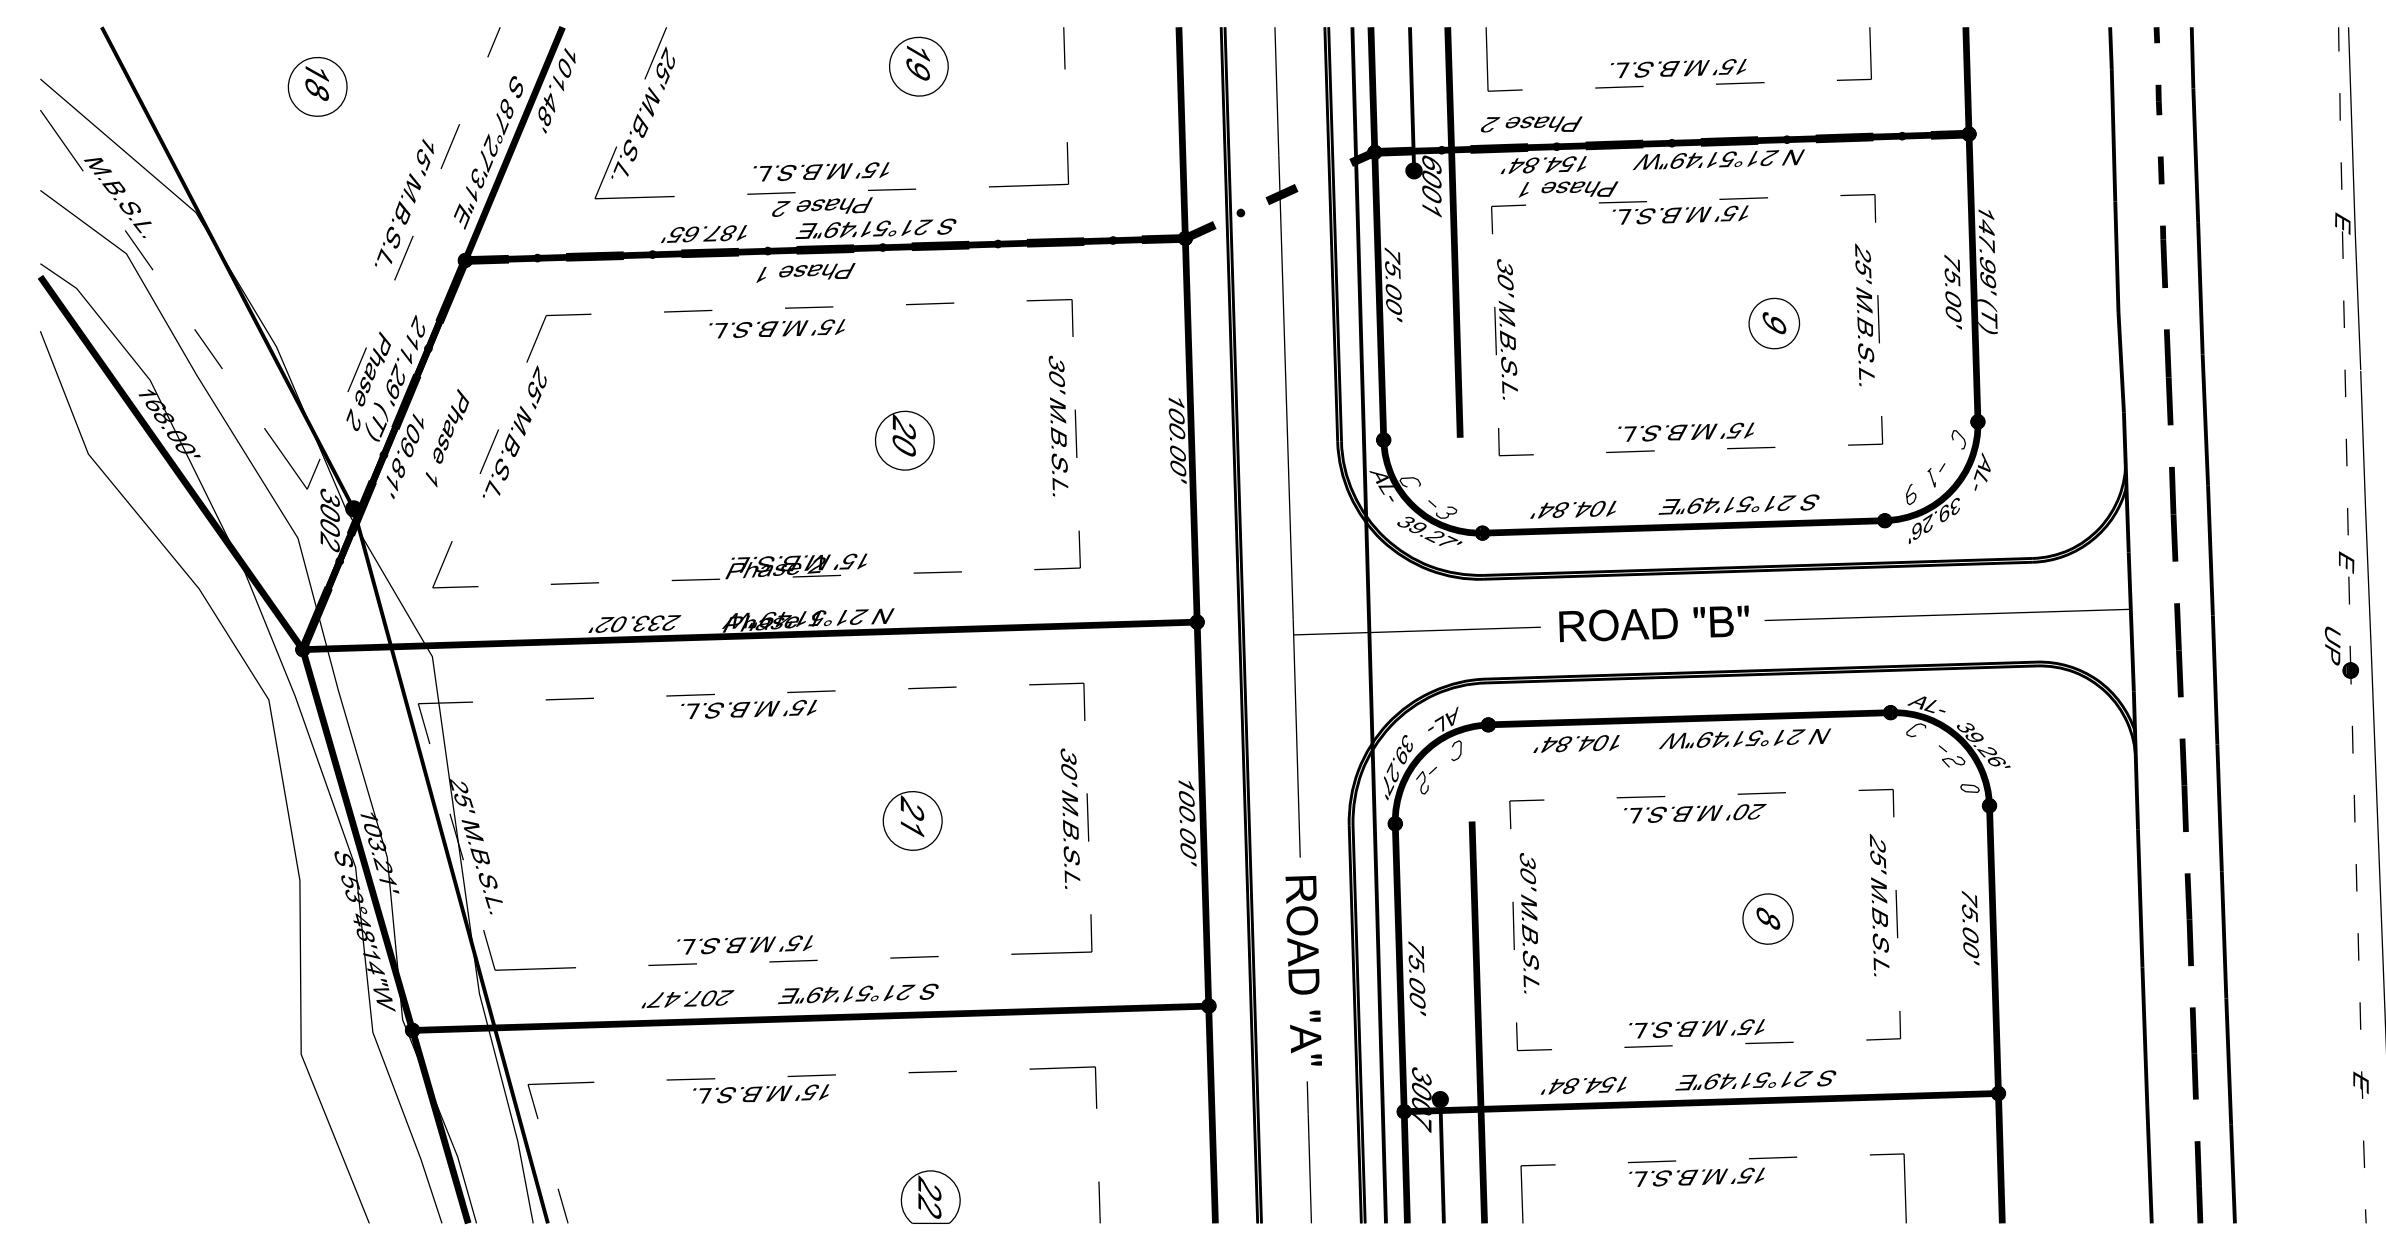 18
19
101.48'
S 87°27'31"E
25' M.B.S.L.
15' M.B.S.L.
M.B.S.L.
15' M.B.S.L.
Phase 2
S 21°51'49"E 187.65'
Phase 1
15' M.B.S.L.
Phase 2
211.29' (T)
109.81'
Phase 1
25' M.B.S.L.
30' M.B.S.L.
20
100.00'
168.00'
3002
15' M.B.S.L.
Phase 2
N 21°51'49"W 233.02'
Phase 1
15' M.B.S.L.
25' M.B.S.L.
30' M.B.S.L.
21
100.00'
103.21'
S 53°48'14"W
15' M.B.S.L.
S 21°51'49"E 207.47'
15' M.B.S.L.
22
ROAD "A"
15' M.B.S.L.
Phase 2
N 21°51'49"W 154.84'
Phase 1
6001
15' M.B.S.L.
75.00'
30' M.B.S.L.
9
25' M.B.S.L.
75.00'
147.99' (T)
15' M.B.S.L.
AL- 39.27'
C-3
S 21°51'49"E 104.84'
C-19
AL- 39.26'
ROAD "B"
AL- 39.27'
C-2
N 21°51'49"W 104.84'
AL- 39.26'
C-20
20' M.B.S.L.
30' M.B.S.L.
8
25' M.B.S.L.
75.00'
75.00'
15' M.B.S.L.
3007
S 21°51'49"E 154.84'
15' M.B.S.L.
E
E
UP
E